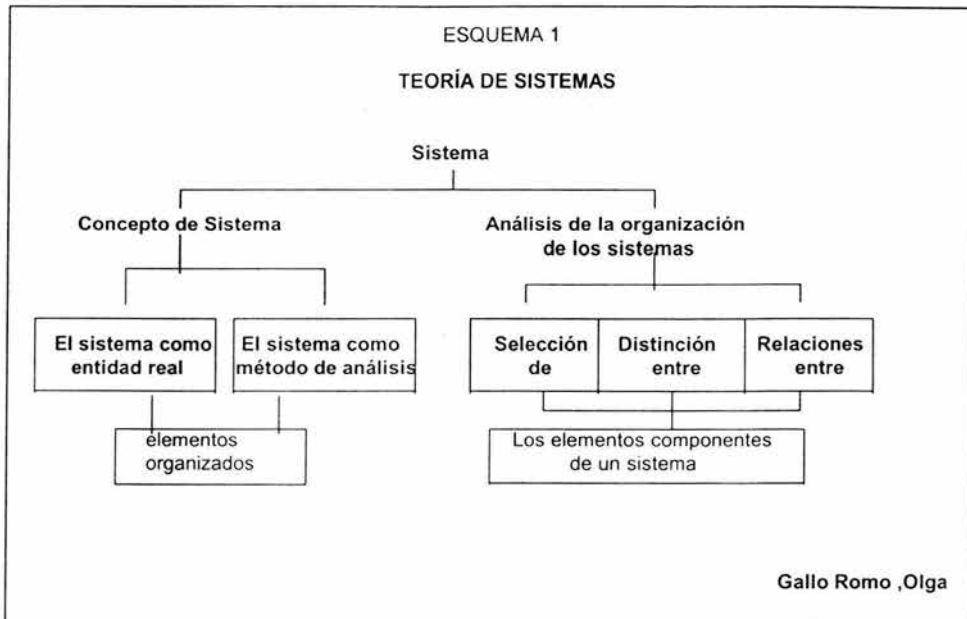 ESQUEMA 1
TEORÍA DE SISTEMAS
Sistema
Concepto de Sistema
Análisis de la organización
de los sistemas
El sistema como
entidad real
El sistema como
método de análisis
Selección
de
Distinción
entre
Relaciones
entre
elementos
organizados
Los elementos componentes
de un sistema
Gallo Romo ,Olga